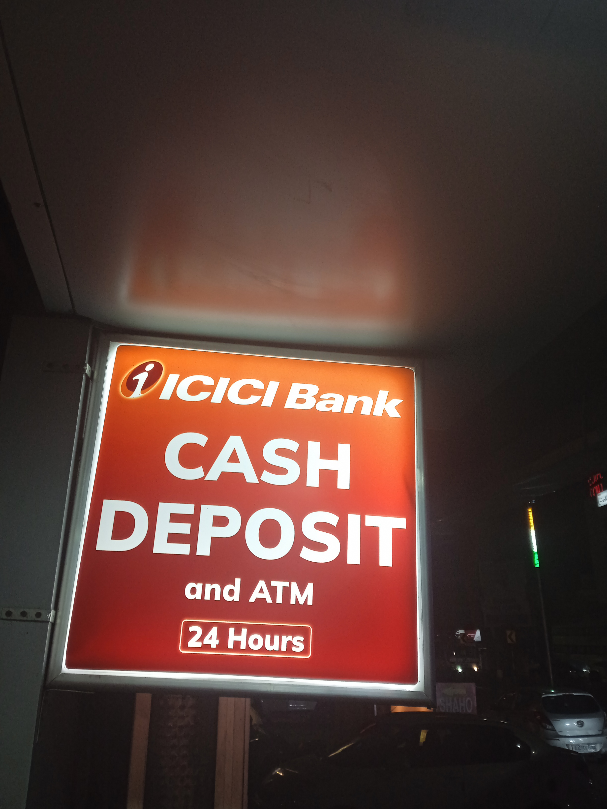 i ICICI Bank
CASH
DEPOSIT
and ATM
24 Hours